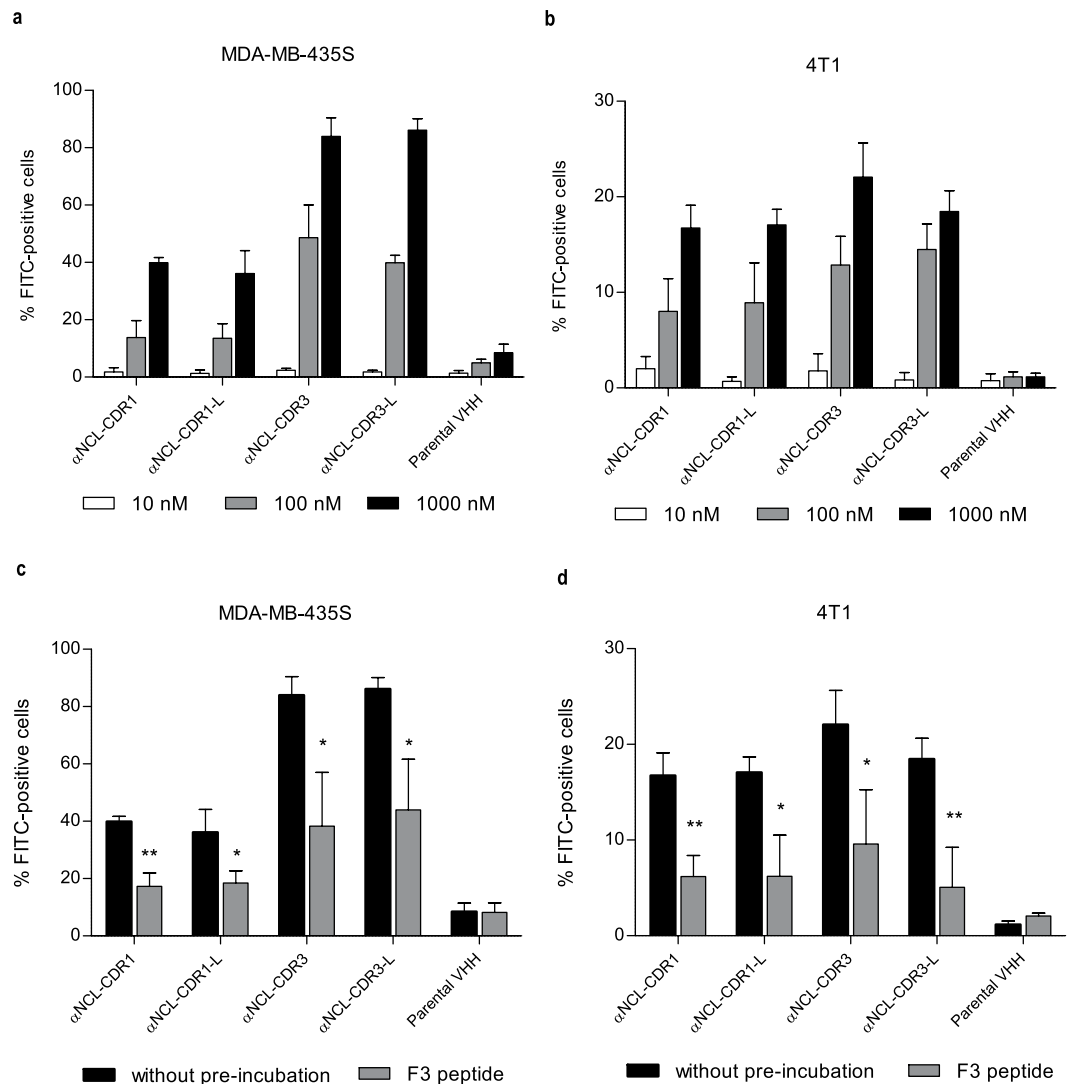 a
MDA-MB-435S
% FITC-positive cells
100
80
60
40
20
0
αNCL-CDR1
αNCL-CDR1-L
αNCL-CDR3
αNCL-CDR3-L
Parental VHH
10 nM 100 nM 1000 nM
b
4T1
% FITC-positive cells
30
20
10
0
αNCL-CDR1
αNCL-CDR1-L
αNCL-CDR3
αNCL-CDR3-L
Parental VHH
10 nM 100 nM 1000 nM
c
MDA-MB-435S
% FITC-positive cells
100
80
60
40
20
0
**
*
*
*
αNCL-CDR1
αNCL-CDR1-L
αNCL-CDR3
αNCL-CDR3-L
Parental VHH
without pre-incubation F3 peptide
d
4T1
% FITC-positive cells
30
20
10
0
**
*
*
**
αNCL-CDR1
αNCL-CDR1-L
αNCL-CDR3
αNCL-CDR3-L
Parental VHH
without pre-incubation F3 peptide